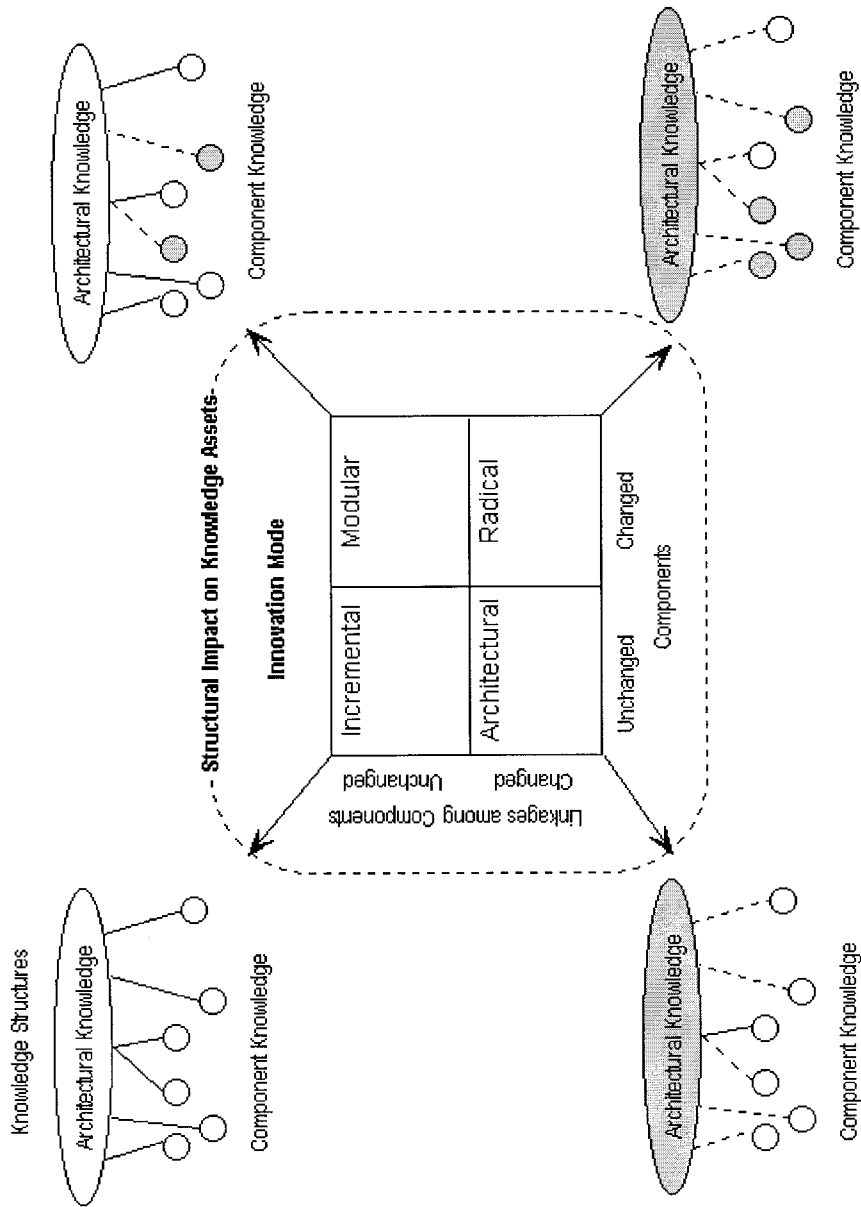 Knowledge Structures
Architectural Knowledge
Component Knowledge
Architectural Knowledge
Component Knowledge
Structural Impact on Knowledge Assets-
Innovation Mode
Incremental
Modular
Architectural
Radical
Linkages among Components
Unchanged
Changed
Unchanged
Changed
Components
Architectural Knowledge
Component Knowledge
Architectural Knowledge
Component Knowledge